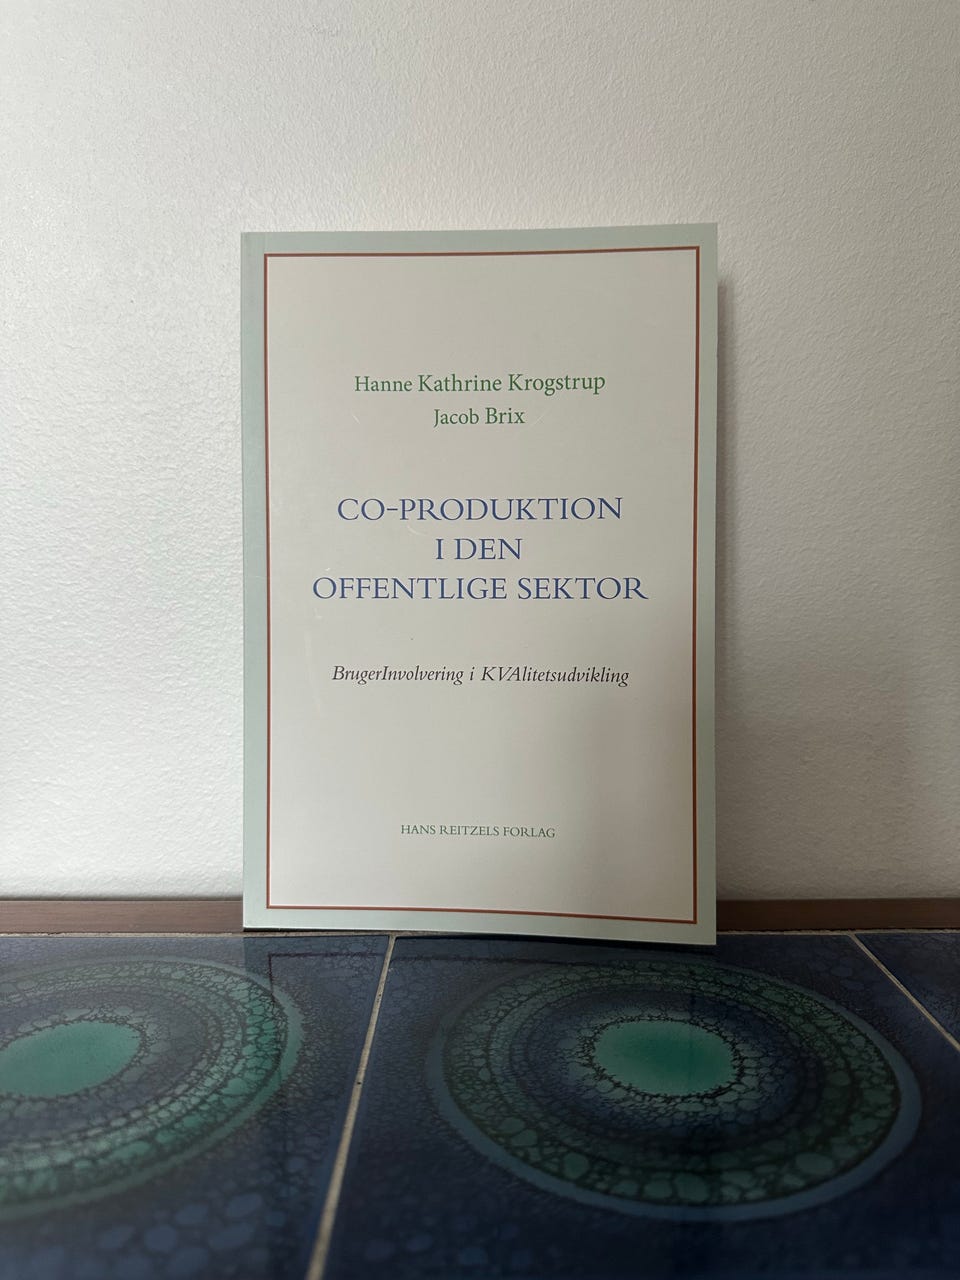 Hanne Kathrine Krogstrup
Jacob Brix
CO-PRODUKTION
I DEN
OFFENTLIGE SEKTOR
BrugerInvolvering i KVAlitetsudvikling
HANS REITZELS FORLAG